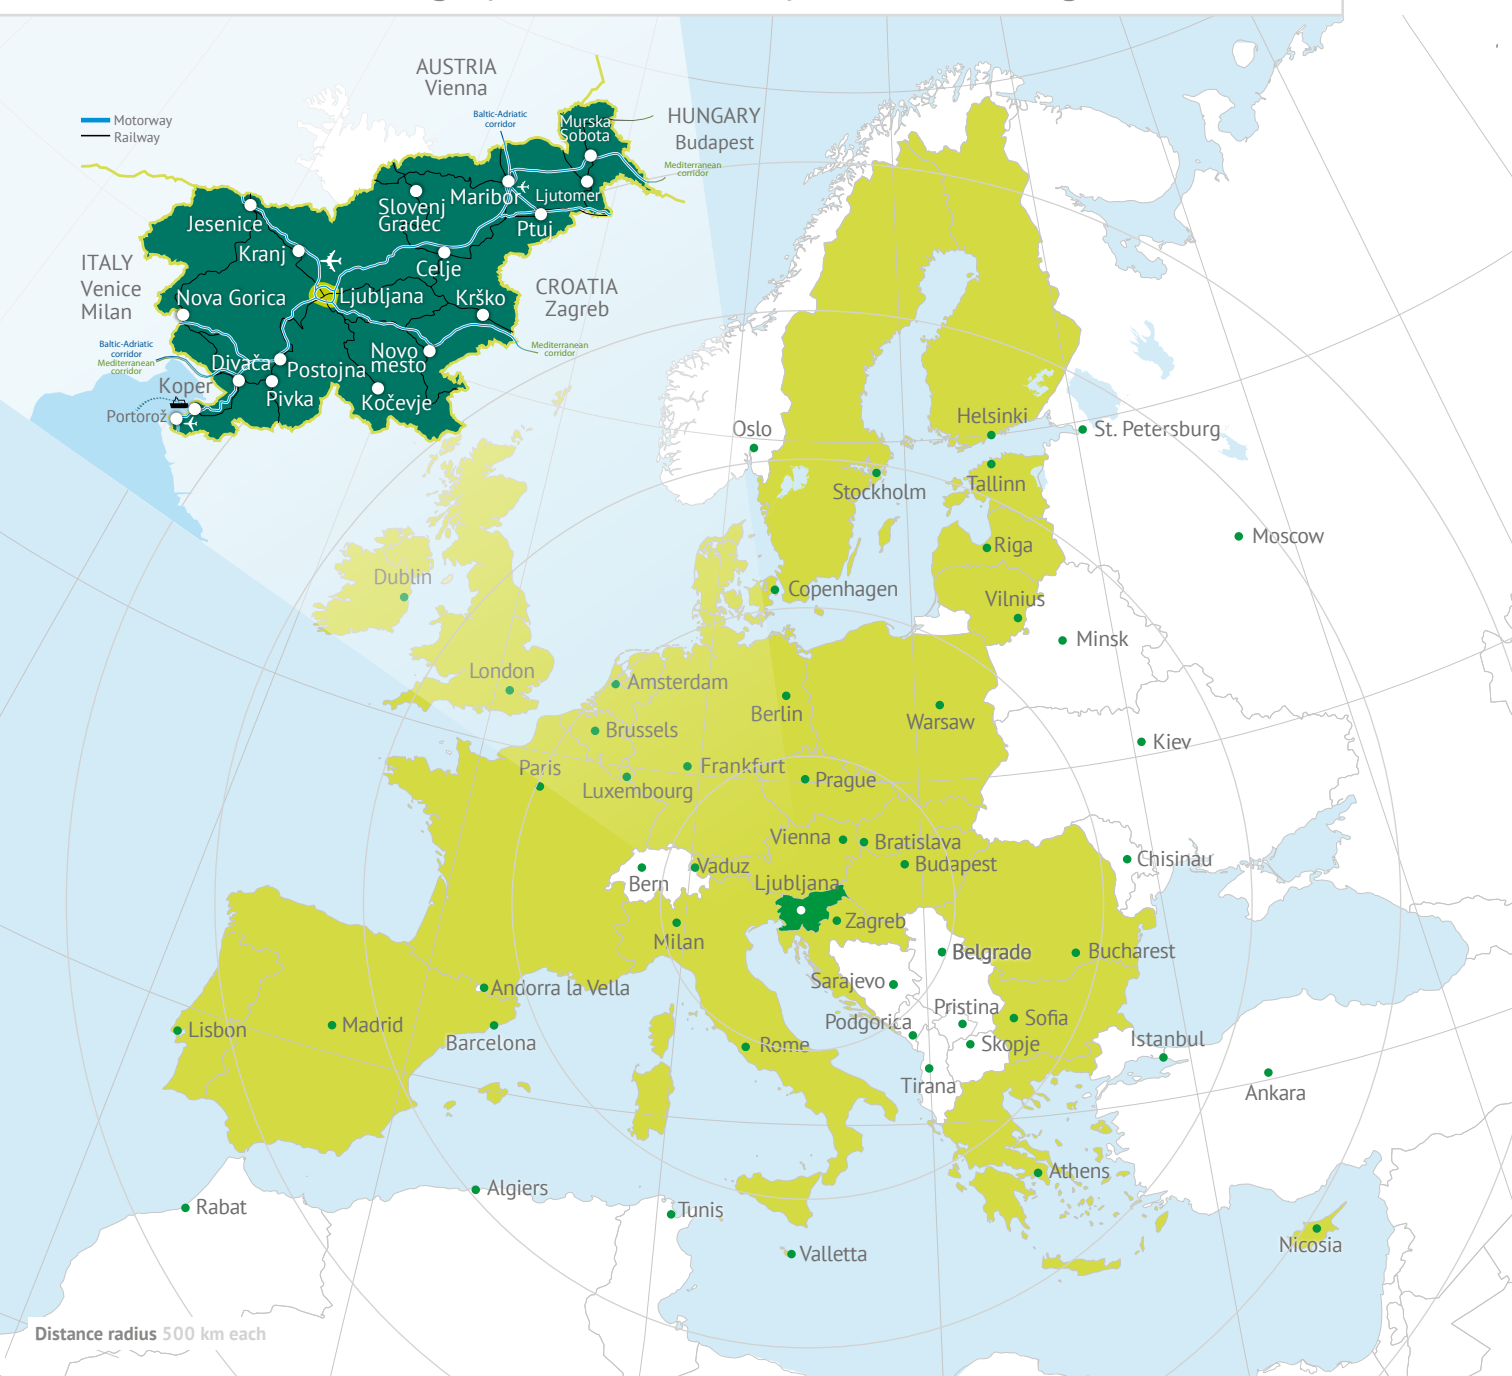 AUSTRIA
Vienna
Baltic-Adriatic
corridor
HUNGARY
Budapest
Mediterranean
corridor
Motorway
Railway
Murska
Sobota
Maribor
Ljutomer
Slovenj
Gradec
Ptuj
Jesenice
Kranj
Celje
ITALY
Venice
Milan
CROATIA
Zagreb
Nova Gorica
Ljubljana
Krško
Baltic-Adriatic
corridor
Mediterranean
corridor
Mediterranean
corridor
Divača
Postojna
Novo
mesto
Koper
Pivka
Kočevje
Portorož
Oslo
Helsinki
St. Petersburg
Stockholm
Tallinn
Moscow
Riga
Dublin
Copenhagen
Vilnius
Minsk
London
Amsterdam
Berlin
Warsaw
Brussels
Kiev
Paris
Frankfurt
Luxembourg
Prague
Vienna
Bratislava
Chisinau
Bern
Vaduz
Budapest
Ljubljana
Zagreb
Milan
Belgrade
Bucharest
Sarajevo
Andorra la Vella
Pristina
Lisbon
Madrid
Podgorica
Sofia
Barcelona
Rome
Skopje
Istanbul
Tirana
Ankara
Athens
Algiers
Rabat
Tunis
Nicosia
Valletta
Distance radius 500 km each